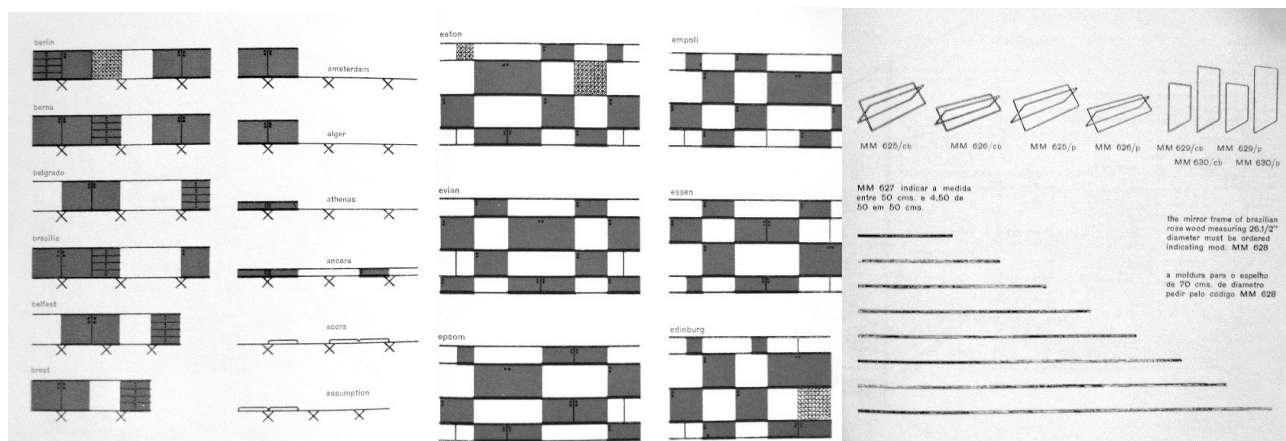 berlin
berna
belgrado
brasilia
belfast
brest
amsterdam
alger
athenas
ancara
accra
assumption
eaton
evian
epsom
empoli
essen
edinburg
MM 625/cb
MM 626/cb
MM 625/p
MM 626/p
MM 629/cb MM 629/p
MM 630/cb MM 630/p
MM 627 indicar a medida
entre 50 cms. e 4,50 de
50 em 50 cms.
the mirror frame of brazilian
rose wood measuring 26,1/2"
diameter must be ordered
indicating mod. MM 628
a moldura para o espelho
de 70 cms. de diametro
pedir pelo código MM 628